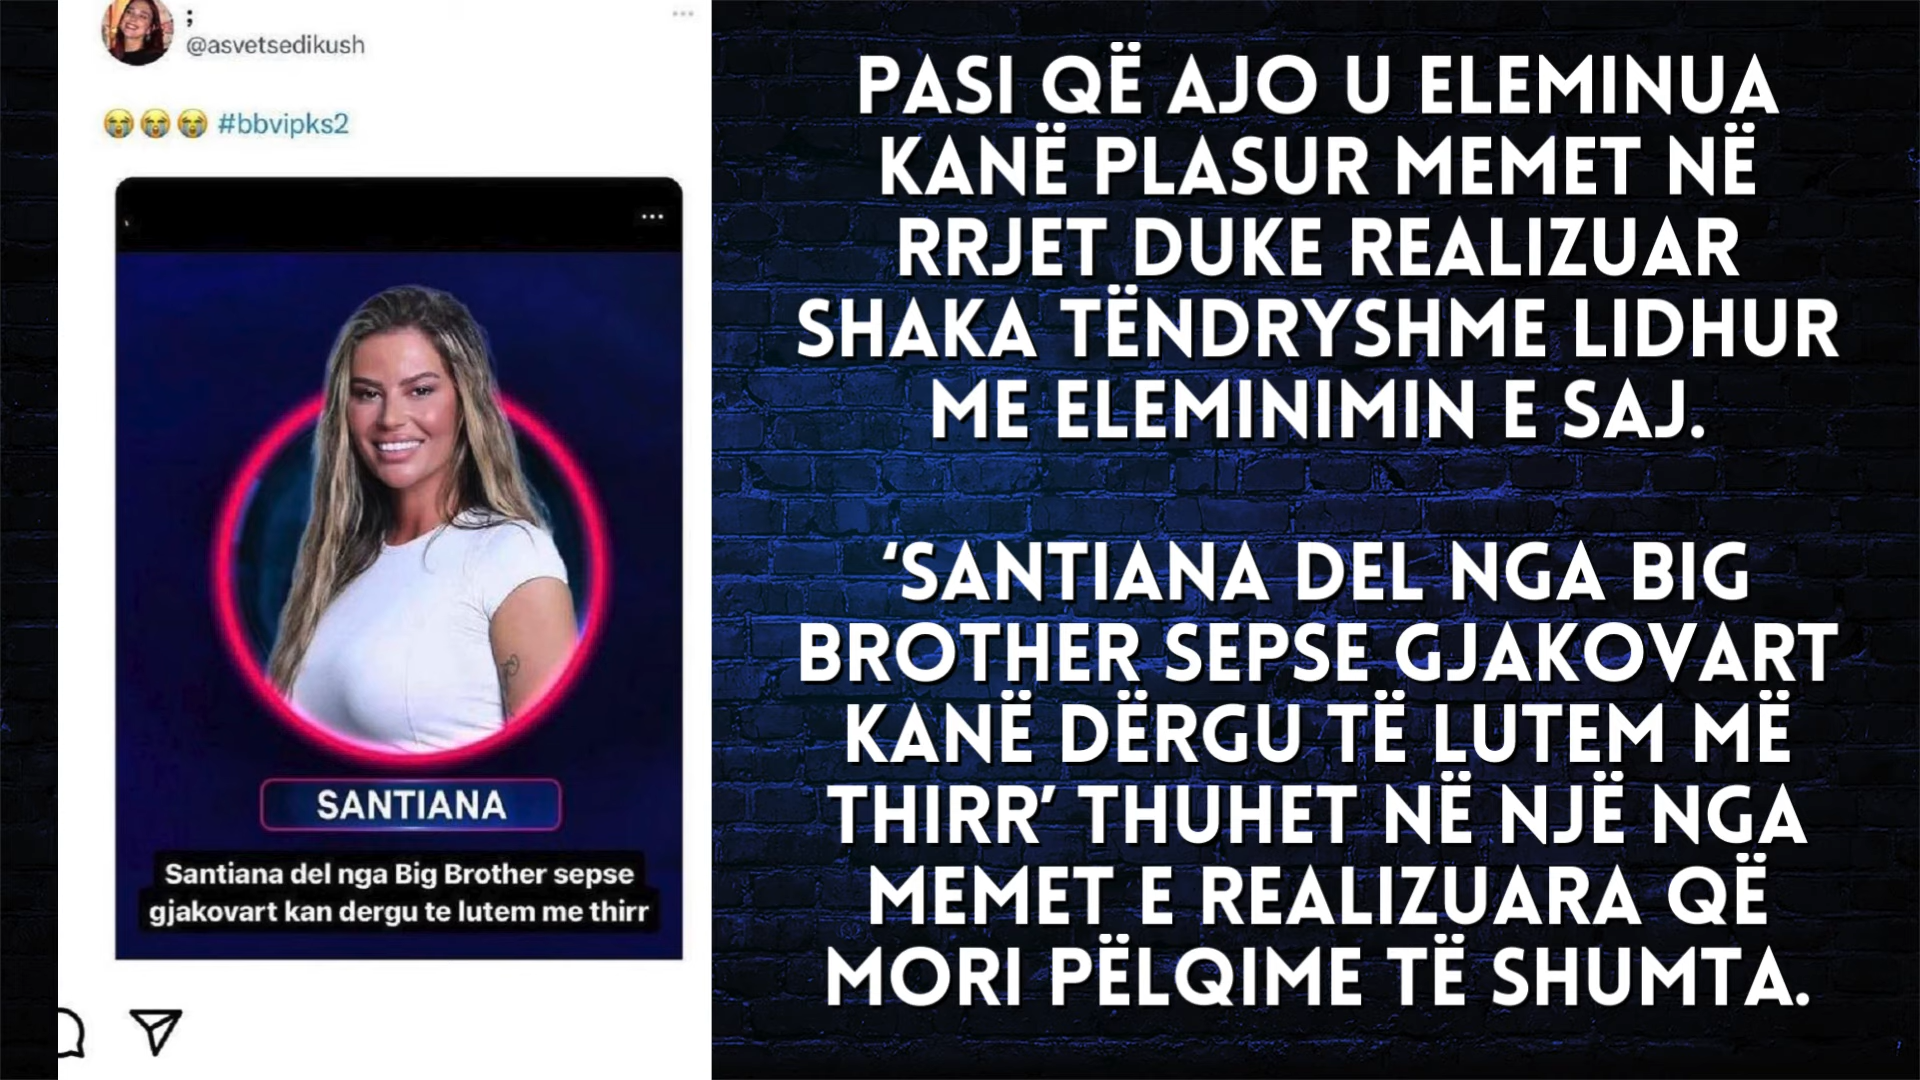 ;
@asvetsedikush
😭😭😭 #bbvipks2
SANTIANA
Santiana del nga Big Brother sepse
gjakovart kan dergu te lutem me thirr
PASI QË AJO U ELEMINUA
KANË PLASUR MEMET NË
RRJET DUKE REALIZUAR
SHAKA TËNDRYSHME LIDHUR
ME ELEMINIMIN E SAJ.
‘SANTIANA DEL NGA BIG
BROTHER SEPSE GJAKOVART
KANË DËRGU TË LUTEM MË
THIRR’ THUHET NË NJË NGA
MEMET E REALIZUARA QË
MORI PËLQIME TË SHUMTA.